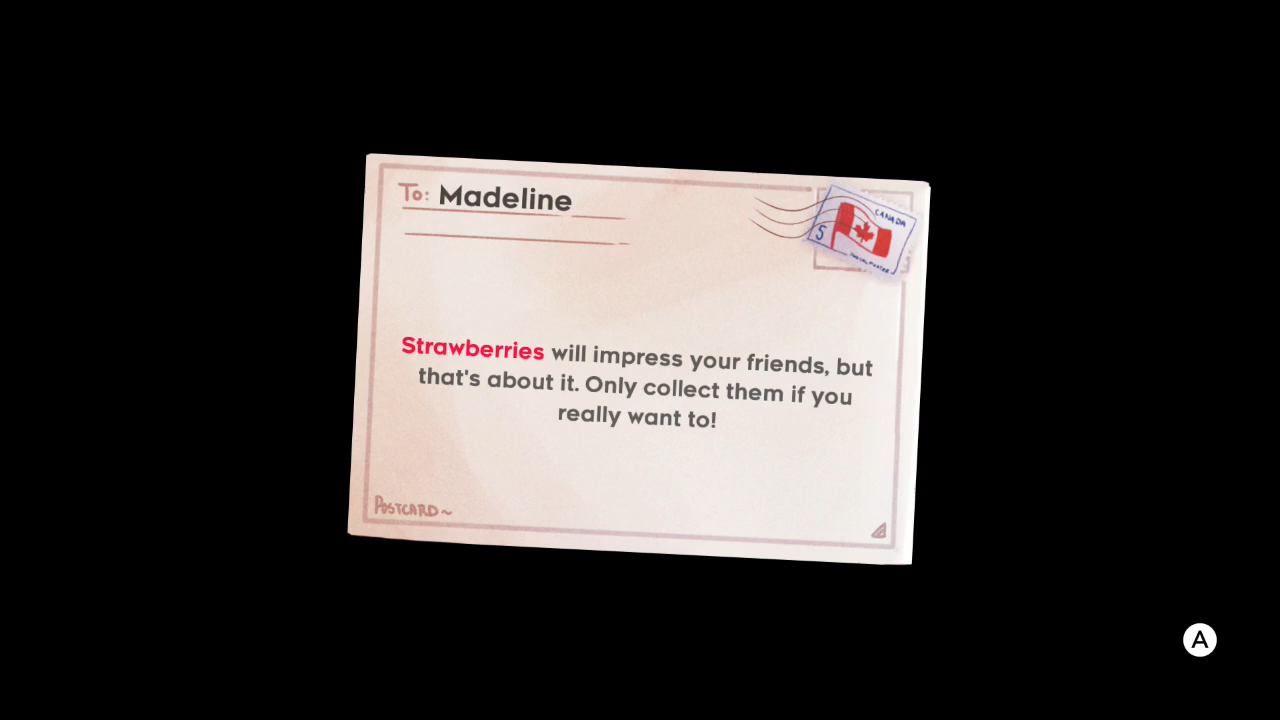 To: Madeline
CANADA
5
Strawberries will impress your friends, but
that's about it. Only collect them if you
really want to!
POSTCARD~
A